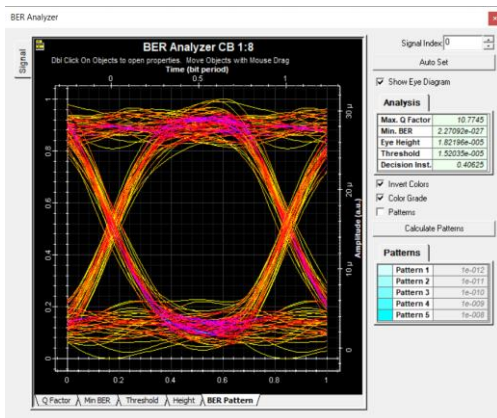 BER Analyzer
Signal
BER Analyzer CB 1:8
Dbl Click On Objects to open properties. Move Objects with Mouse Drag
Time (bit period)
0 0.5 1
1
0.8
0.6
0.4
0.2
0
30 µ
20 µ
10 µ
0
Amplitude (a.u.)
0 0.2 0.4 0.6 0.8 1
Q Factor Min BER Threshold Height BER Pattern
Signal Index: 0
Auto Set
Show Eye Diagram
Analysis
Max. Q Factor 10.7745
Min. BER 2.27092e-027
Eye Height 1.82196e-005
Threshold 1.52035e-005
Decision Inst. 0.40625
Invert Colors
Color Grade
Patterns
Calculate Patterns
Patterns
Pattern 1 1e-012
Pattern 2 1e-011
Pattern 3 1e-010
Pattern 4 1e-009
Pattern 5 1e-008